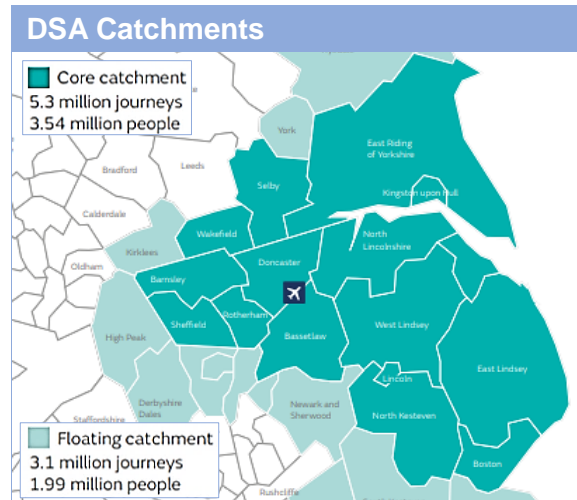 DSA Catchments
Core catchment
5.3 million journeys
3.54 million people
York
East Riding
of Yorkshire
Leeds
Bradford
Selby
Kingston upon Hull
Calderdale
Wakefield
North
Lincolnshire
Kirklees
Oldham
Doncaster
Barnsley
Rotherham
Sheffield
West Lindsey
High Peak
Bassetlaw
East Lindsey
Lincoln
Derbyshire
Dales
Newark and
Sherwood
North Kesteven
Staffordshire
Floating catchment
3.1 million journeys
1.99 million people
Boston
Rushcliffe